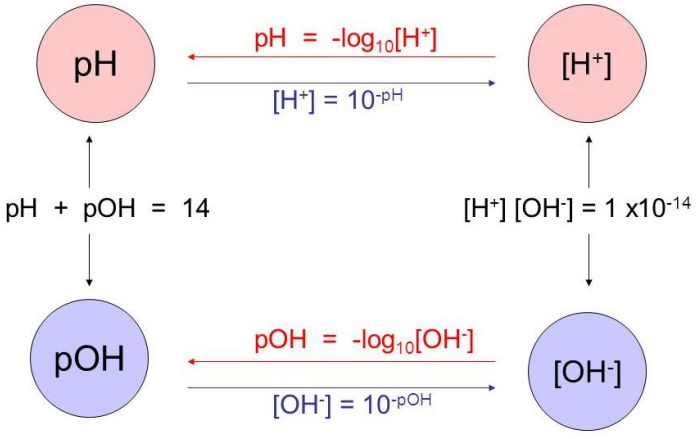 pH
pH = -log₁₀[H⁺]
[H⁺]
[H⁺] = 10⁻ᵖᴴ
pH + pOH = 14
[H⁺] [OH⁻] = 1 x10⁻¹⁴
pOH
pOH = -log₁₀[OH⁻]
[OH⁻]
[OH⁻] = 10⁻ᵖᴼᴴ